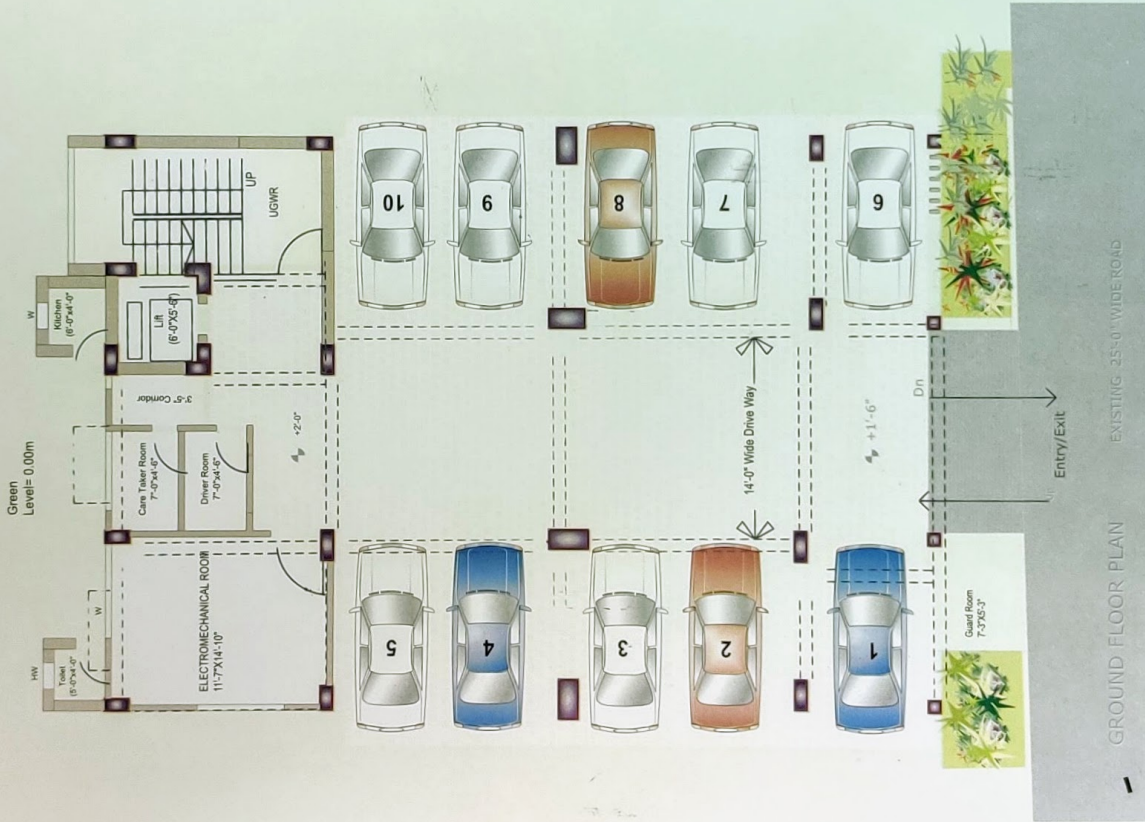 Green
Level= 0.00m
W
Kitchen
(6'-0"x4'-0"
UP
UGWR
Lift
(6'-0"X5'-6")
3'-5" Corridor
Care Taker Room
7'-0"x4'-6"
Driver Room
7'-0"x4'-6"
+2'-0"
ELECTROMECHANICAL ROOM
11'-7"X14'-10"
HW
W
Toilet
(5'-0"x4'-0"
10
9
8
7
6
14'-0" Wide Drive Way
+1'-6"
Dn
Entry/Exit
5
4
3
2
1
Guard Room
7'-3"X5'-3"
GROUND FLOOR PLAN
EXISTING 25'-0" WIDE ROAD